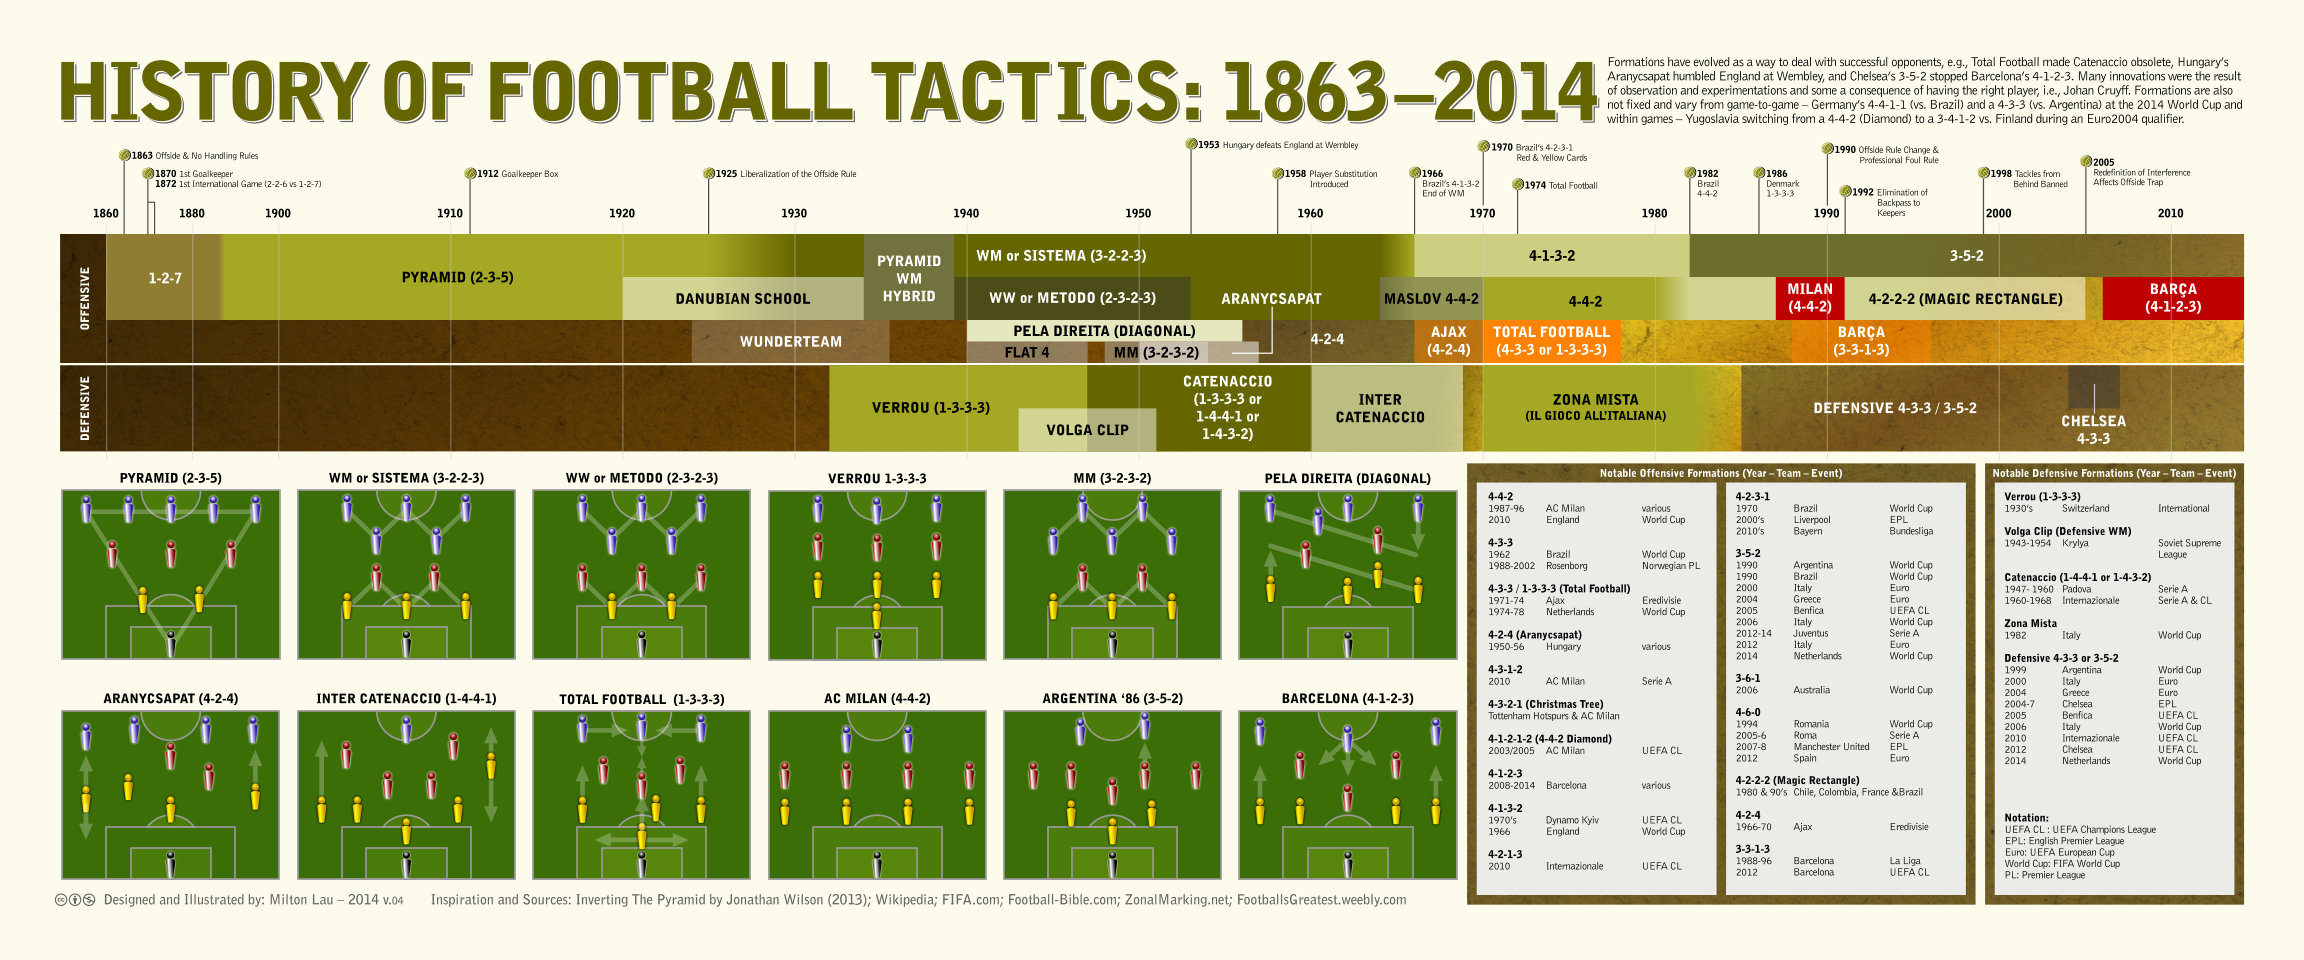 HISTORY OF FOOTBALL TACTICS: 1863–2014
Formations have evolved as a way to deal with successful opponents, e.g., Total Football made Catenaccio obsolete, Hungary's
Aranycsapat humbled England at Wembley, and Chelsea's 3-5-2 stopped Barcelona's 4-1-2-3. Many innovations were the result
of observation and experimentations and some a consequence of having the right player, i.e., Johan Cruyff. Formations are also
not fixed and vary from game-to-game – Germany's 4-4-1-1 (vs. Brazil) and a 4-3-3 (vs. Argentina) at the 2014 World Cup and
within games – Yugoslavia switching from a 4-4-2 (Diamond) to a 3-4-1-2 vs. Finland during an Euro2004 qualifier.
1863 Offside & No Handling Rules
1870 1st Goalkeeper
1872 1st International Game (2-2-6 vs 1-2-7)
1912 Goalkeeper Box
1925 Liberalization of the Offside Rule
1953 Hungary defeats England at Wembley
1958 Player Substitution
Introduced
1966
Brazil's 4-1-3-2
End of WM
1970 Brazil's 4-2-3-1
Red & Yellow Cards
1974 Total Football
1982
Brazil
4-4-2
1986
Denmark
1-3-3-3
1990 Offside Rule Change &
Professional Foul Rule
1992 Elimination of
Backpass to
Keepers
1998 Tackles from
Behind Banned
2005
Redefinition of Interference
Affects Offside Trap
1860 1880 1900 1910 1920 1930 1940 1950 1960 1970 1980 1990 2000 2010
OFFENSIVE
1-2-7
PYRAMID (2-3-5)
DANUBIAN SCHOOL
WUNDERTEAM
PYRAMID
WM
HYBRID
WM or SISTEMA (3-2-2-3)
WW or METODO (2-3-2-3)
PELA DIREITA (DIAGONAL)
FLAT 4
MM (3-2-3-2)
ARANYCSAPAT
4-2-4
MASLOV 4-4-2
AJAX
(4-2-4)
4-1-3-2
4-4-2
TOTAL FOOTBALL
(4-3-3 or 1-3-3-3)
3-5-2
MILAN
(4-4-2)
4-2-2-2 (MAGIC RECTANGLE)
BARÇA
(4-1-2-3)
BARÇA
(3-3-1-3)
DEFENSIVE
VERROU (1-3-3-3)
VOLGA CLIP
CATENACCIO
(1-3-3-3 or
1-4-4-1 or
1-4-3-2)
INTER
CATENACCIO
ZONA MISTA
(IL GIOCO ALL'ITALIANA)
DEFENSIVE 4-3-3 / 3-5-2
CHELSEA
4-3-3
PYRAMID (2-3-5)
WM or SISTEMA (3-2-2-3)
WW or METODO (2-3-2-3)
VERROU 1-3-3-3
MM (3-2-3-2)
PELA DIREITA (DIAGONAL)
ARANYCSAPAT (4-2-4)
INTER CATENACCIO (1-4-4-1)
TOTAL FOOTBALL (1-3-3-3)
AC MILAN (4-4-2)
ARGENTINA '86 (3-5-2)
BARCELONA (4-1-2-3)
Notable Offensive Formations (Year – Team – Event)
4-4-2
1987-96 AC Milan various
2010 England World Cup
4-3-3
1962 Brazil World Cup
1988-2002 Rosenborg Norwegian PL
4-3-3 / 1-3-3-3 (Total Football)
1971-74 Ajax Eredivisie
1974-78 Netherlands World Cup
4-2-4 (Aranycsapat)
1950-56 Hungary various
4-3-1-2
2010 AC Milan Serie A
4-3-2-1 (Christmas Tree)
Tottenham Hotspurs & AC Milan
4-1-2-1-2 (4-4-2 Diamond)
2003/2005 AC Milan UEFA CL
4-1-2-3
2008-2014 Barcelona various
4-1-3-2
1970's Dynamo Kyiv UEFA CL
1966 England World Cup
4-2-1-3
2010 Internazionale UEFA CL
4-2-3-1
1970 Brazil World Cup
2000's Liverpool EPL
2010's Bayern Bundesliga
3-5-2
1990 Argentina World Cup
1990 Brazil World Cup
2000 Italy Euro
2004 Greece Euro
2005 Benfica UEFA CL
2006 Italy World Cup
2012-14 Juventus Serie A
2012 Italy Euro
2014 Netherlands World Cup
3-6-1
2006 Australia World Cup
4-6-0
1994 Romania World Cup
2005-6 Roma Serie A
2007-8 Manchester United EPL
2012 Spain Euro
4-2-2-2 (Magic Rectangle)
1980 & 90's Chile, Colombia, France &Brazil
4-2-4
1966-70 Ajax Eredivisie
3-3-1-3
1988-96 Barcelona La Liga
2012 Barcelona UEFA CL
Notable Defensive Formations (Year – Team – Event)
Verrou (1-3-3-3)
1930's Switzerland International
Volga Clip (Defensive WM)
1943-1954 Krylya Soviet Supreme
League
Catenaccio (1-4-4-1 or 1-4-3-2)
1947- 1960 Padova Serie A
1960-1968 Internazionale Serie A & CL
Zona Mista
1982 Italy World Cup
Defensive 4-3-3 or 3-5-2
1999 Argentina World Cup
2000 Italy Euro
2004 Greece Euro
2004-7 Chelsea EPL
2005 Benfica UEFA CL
2006 Italy World Cup
2010 Internazionale UEFA CL
2012 Chelsea UEFA CL
2014 Netherlands World Cup
Notation:
UEFA CL : UEFA Champions League
EPL: English Premier League
Euro: UEFA European Cup
World Cup: FIFA World Cup
PL: Premier League
Designed and Illustrated by: Milton Lau – 2014 v.04 Inspiration and Sources: Inverting The Pyramid by Jonathan Wilson (2013); Wikipedia; FIFA.com; Football-Bible.com; ZonalMarking.net; FootballsGreatest.weebly.com